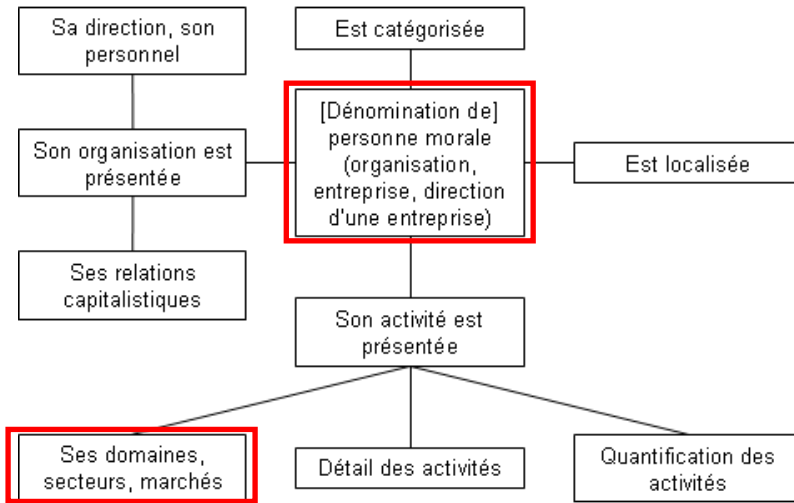 Sa direction, son
personnel
Est catégorisée
[Dénomination de]
personne morale
(organisation,
entreprise, direction
d'une entreprise)
Son organisation est
présentée
Est localisée
Ses relations
capitalistiques
Son activité est
présentée
Ses domaines,
secteurs, marchés
Détail des activités
Quantification des
activités